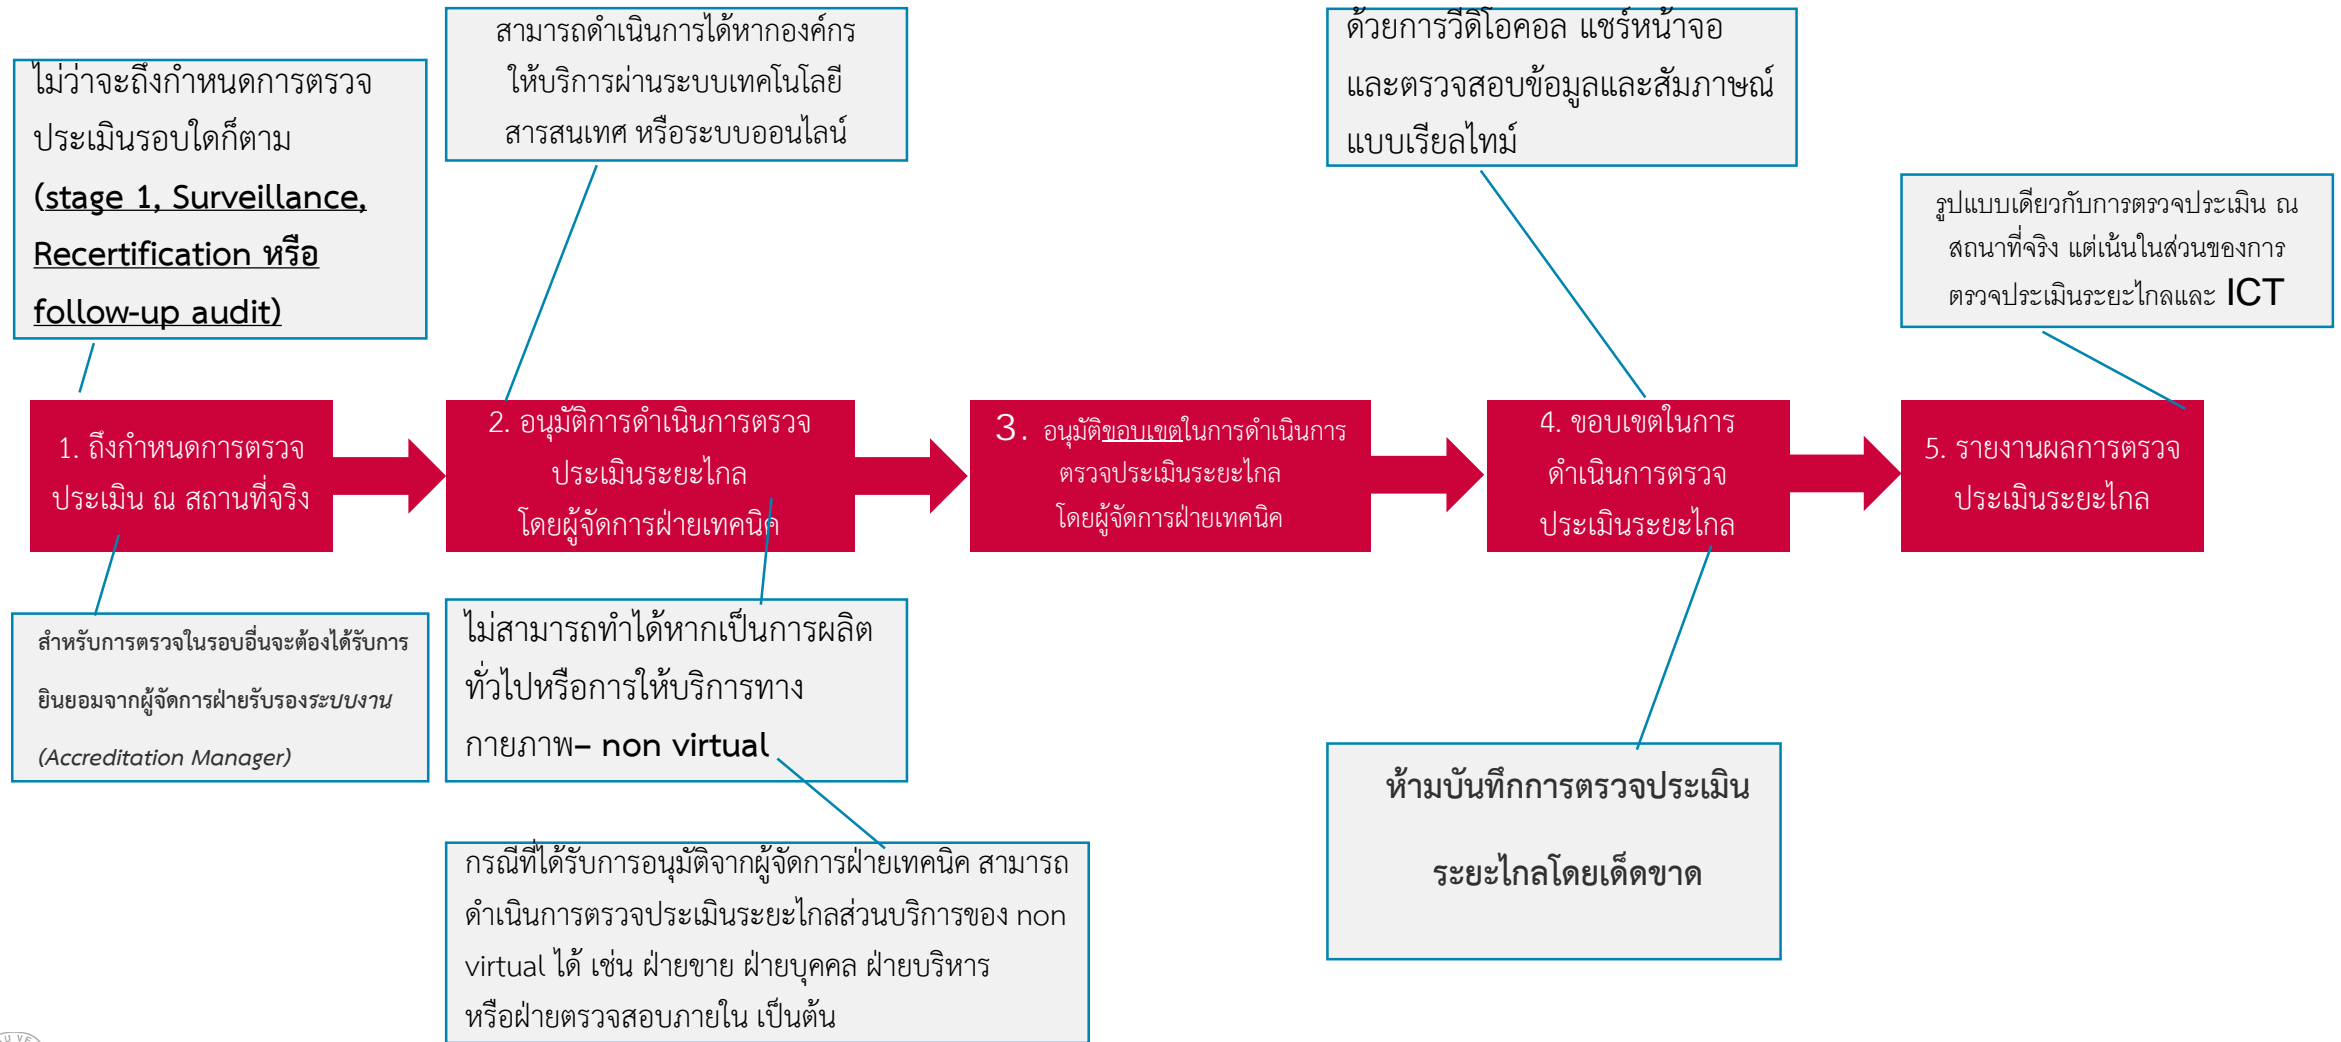 สามารถดำเนินการได้หากองค์กร
ให้บริการผ่านระบบเทคโนโลยี
สารสนเทศ หรือระบบออนไลน์
ด้วยการวีดิโอคอล แชร์หน้าจอ
และตรวจสอบข้อมูลและสัมภาษณ์
แบบเรียลไทม์
ไม่ว่าจะถึงกำหนดการตรวจ
ประเมินรอบใดก็ตาม
(stage 1, Surveillance,
Recertification หรือ
follow-up audit)
รูปแบบเดียวกับการตรวจประเมิน ณ
สถนาที่จริง แต่เน้นในส่วนของการ
ตรวจประเมินระยะไกลและ ICT
1. ถึงกำหนดการตรวจ
ประเมิน ณ สถานที่จริง
2. อนุมัติการดำเนินการตรวจ
ประเมินระยะไกล
โดยผู้จัดการฝ่ายเทคนิค
3. อนุมัติขอบเขตในการดำเนินการ
ตรวจประเมินระยะไกล
โดยผู้จัดการฝ่ายเทคนิค
4. ขอบเขตในการ
ดำเนินการตรวจ
ประเมินระยะไกล
5. รายงานผลการตรวจ
ประเมินระยะไกล
สำหรับการตรวจในรอบอื่นจะต้องได้รับการ
ยินยอมจากผู้จัดการฝ่ายรับรองระบบงาน
(Accreditation Manager)
ไม่สามารถทำได้หากเป็นการผลิต
ทั่วไปหรือการให้บริการทาง
กายภาพ– non virtual
กรณีที่ได้รับการอนุมัติจากผู้จัดการฝ่ายเทคนิค สามารถ
ดำเนินการตรวจประเมินระยะไกลส่วนบริการของ non
virtual ได้ เช่น ฝ่ายขาย ฝ่ายบุคคล ฝ่ายบริหาร
หรือฝ่ายตรวจสอบภายใน เป็นต้น
ห้ามบันทึกการตรวจประเมิน
ระยะไกลโดยเด็ดขาด